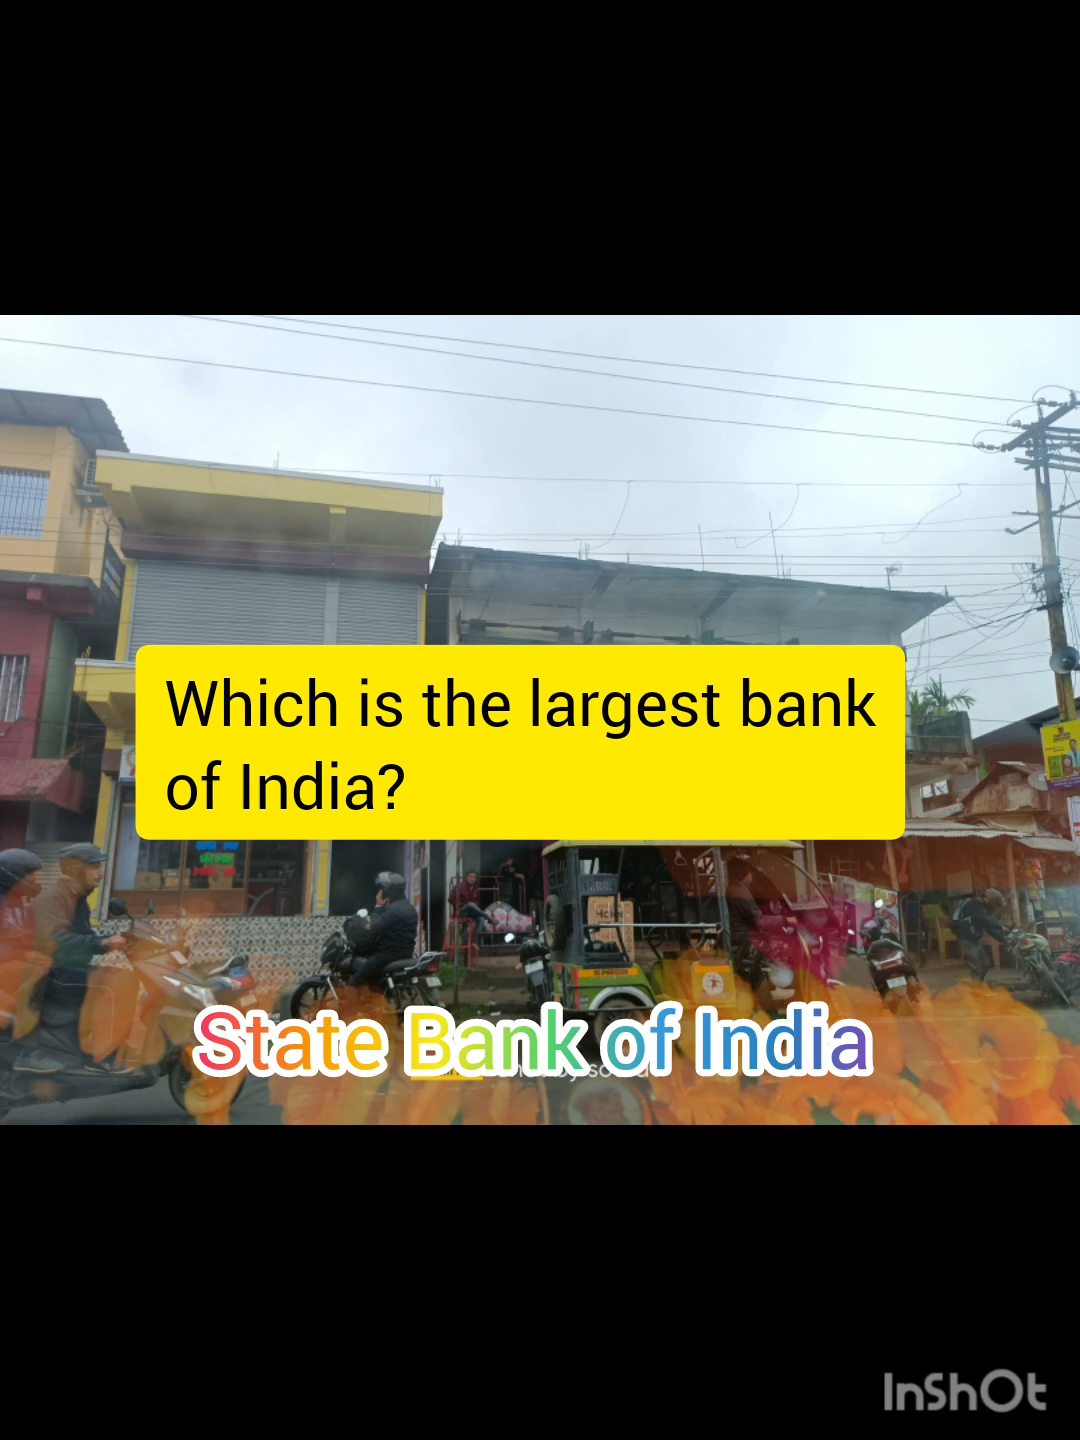 Which is the largest bank
of India?
State Bank of India
InShOt